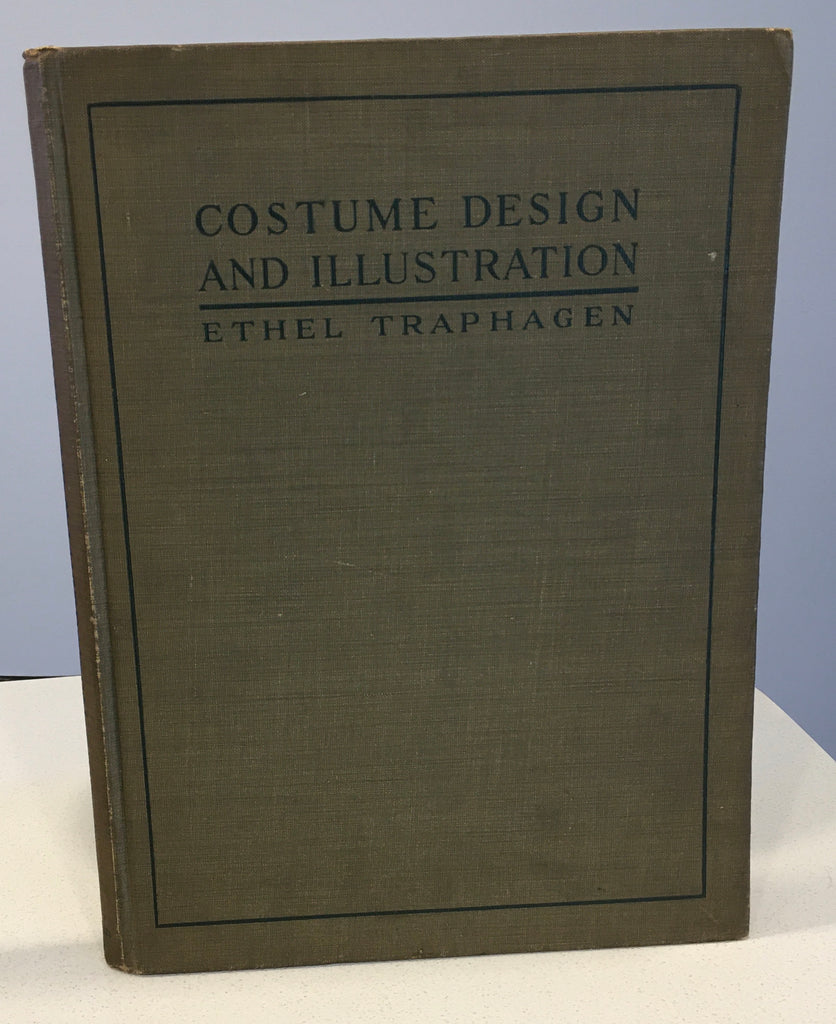 COSTUME DESIGN
AND ILLUSTRATION
ETHEL TRAPHAGEN